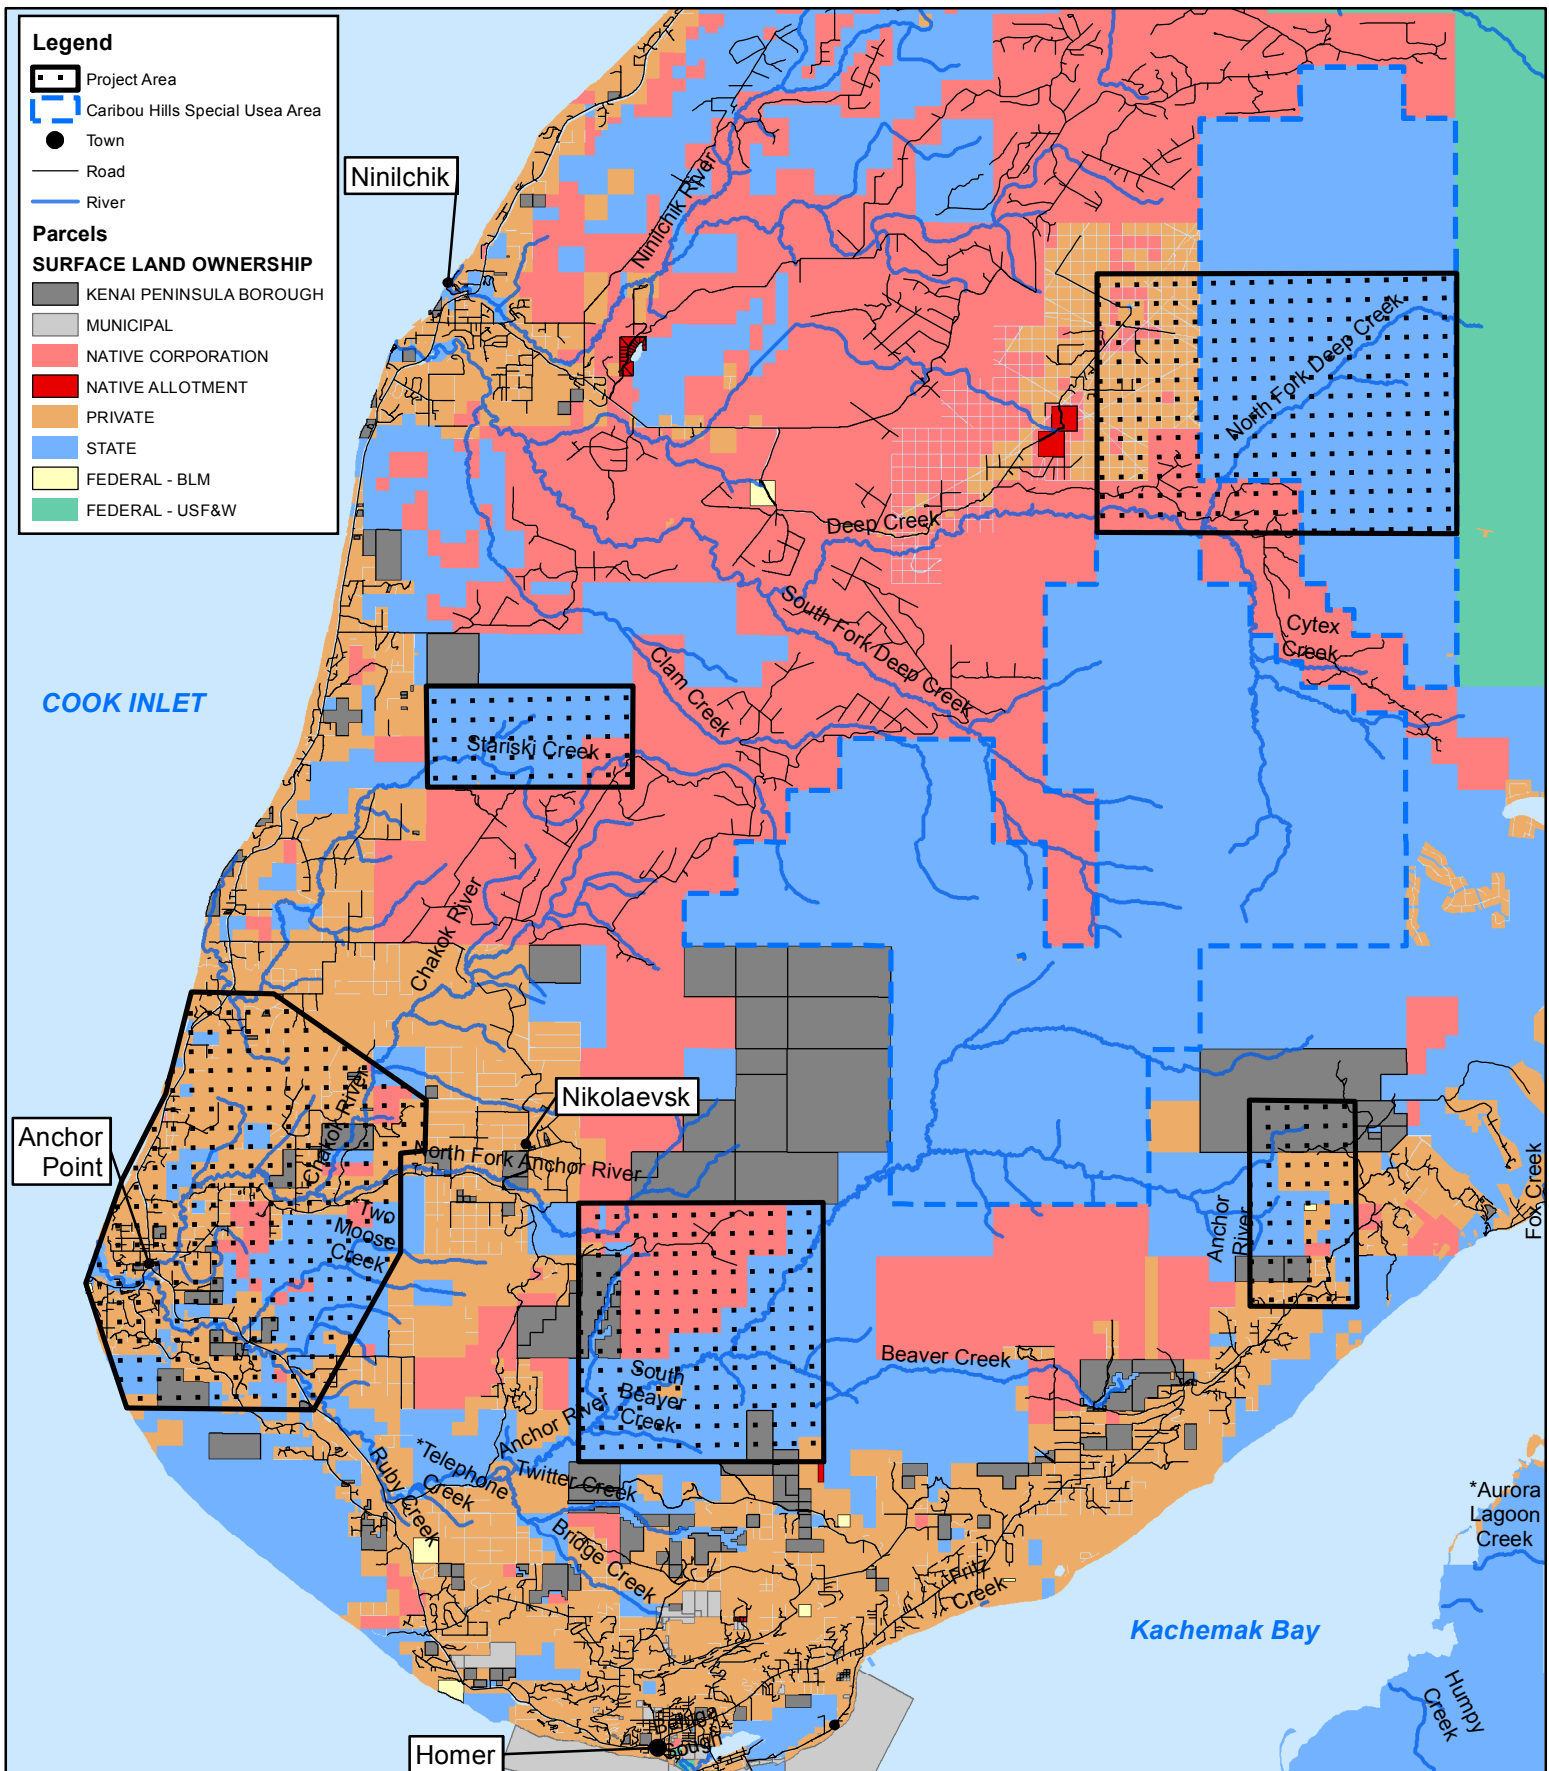 Legend
Project Area
Caribou Hills Special Usea Area
Town
Road
River
Parcels
SURFACE LAND OWNERSHIP
KENAI PENINSULA BOROUGH
MUNICIPAL
NATIVE CORPORATION
NATIVE ALLOTMENT
PRIVATE
STATE
FEDERAL - BLM
FEDERAL - USF&W
Ninilchik
Ninilchik River
North Fork Deep Creek
Deep Creek
South Fork Deep Creek
Cytex
Creek
Clam Creek
COOK INLET
Stariski Creek
Chakok River
Nikolaevsk
Chakok River
Anchor
Point
North Fork Anchor River
*Two
Moose
Creek
Anchor
River
Fox Creek
South
Beaver
Creek
Beaver Creek
Anchor River
*Telephone
Creek
Twitter Creek
Ruby Creek
Bridge Creek
*Fritz
Creek
*Aurora
Lagoon
Creek
Kachemak Bay
Humpy
Creek
Homer